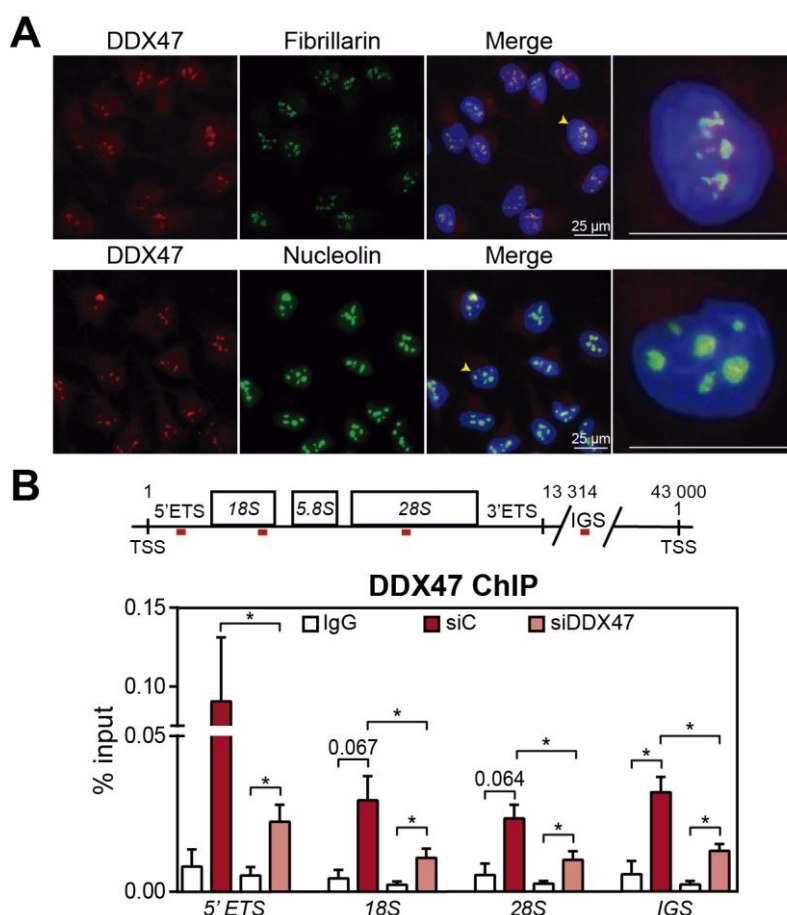 A
DDX47 Fibrillarin Merge
25 µm
DDX47 Nucleolin Merge
25 µm
B
1 13 314 43 000
5'ETS 18S 5.8S 28S 3'ETS IGS 1
TSS TSS
DDX47 ChIP
0.15
IgG siC siDDX47
*
0.10
% input
0.05
*
*
*
0.067
*
0.064
*
*
*
*
0.00
5' ETS 18S 28S IGS